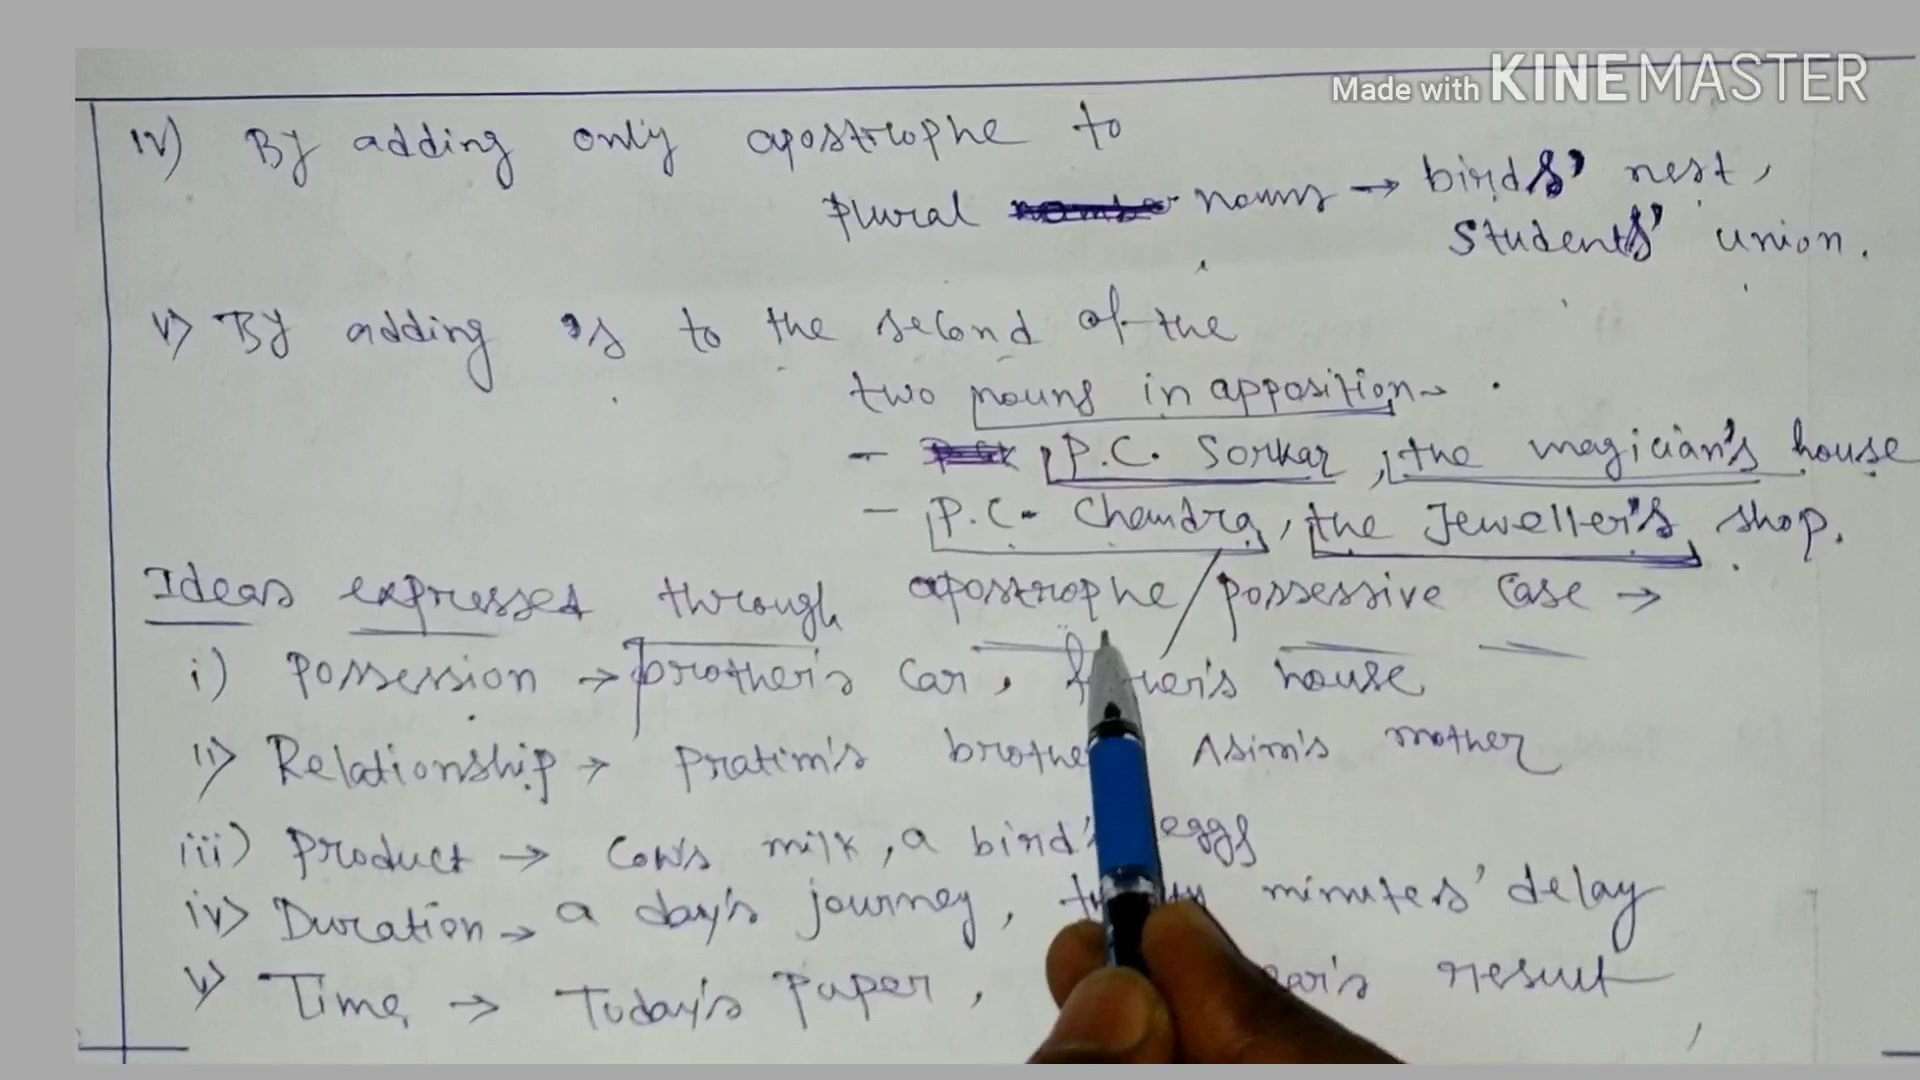 Made with KINEMASTER
IV) By adding only apostrophe to
plural nouns → birds' nest,
students' union.
V) By adding 's to the second of the
two nouns in apposition→
- P.C. Sorkar, the magician's house
- P.C. Chandra, the Jeweller's shop.
Ideas expressed through apostrophe/possessive case →
i) Possession → brother's car, house
ii) Relationship → Pratim's Asim's mother
iii) Product → cow's milk, a eggs
iv) Duration → a day's journey, minutes' delay
v) Time → Today's paper, result